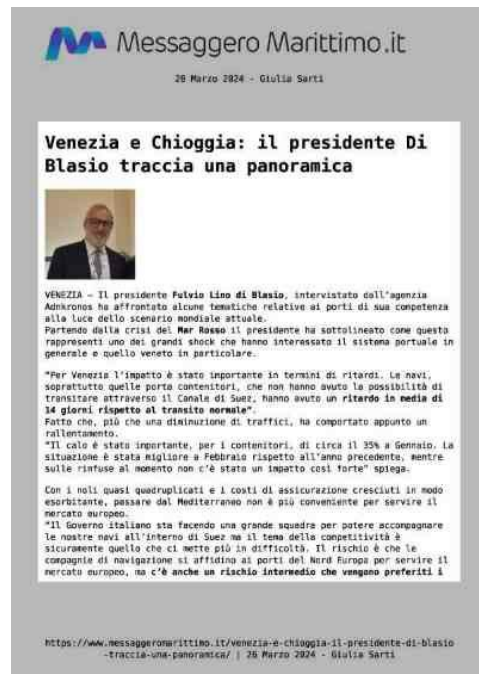 Messaggero Marittimo.it
26 Marzo 2024 - Giulia Sarti
Venezia e Chioggia: il presidente Di
Blasio traccia una panoramica
VENEZIA – Il presidente Fulvio Lino di Blasio, intervistato dall'agenzia
Adnkronos ha affrontato alcune tematiche relative ai porti di sua competenza
alla luce dello scenario mondiale attuale.
Partendo dalla crisi del Mar Rosso il presidente ha sottolineato come questo
rappresenti uno dei grandi shock che hanno interessato il sistema portuale in
generale e quello veneto in particolare.
"Per Venezia l'impatto è stato importante in termini di ritardi. Le navi,
soprattutto quelle porta contenitori, che non hanno avuto la possibilità di
transitare attraverso il Canale di Suez, hanno avuto un ritardo in media di
14 giorni rispetto al transito normale".
Fatto che, più che una diminuzione di traffici, ha comportato appunto un
rallentamento.
"Il calo è stato importante, per i contenitori, di circa il 35% a Gennaio. La
situazione è stata migliore a Febbraio rispetto all'anno precedente, mentre
sulle rinfuse al momento non c'è stato un impatto così forte" spiega.
Con i noli quasi quadruplicati e i costi di assicurazione cresciuti in modo
esorbitante, passare dal Mediterraneo non è più conveniente per servire il
mercato europeo.
"Il Governo italiano sta facendo una grande squadra per potere accompagnare
le nostre navi all'interno di Suez ma il tema della competitività è
sicuramente quello che ci mette più in difficoltà. Il rischio è che le
compagnie di navigazione si affidino ai porti del Nord Europa per servire il
mercato europeo, ma c'è anche un rischio intermedio che vengano preferiti i
https://www.messaggeromarittimo.it/venezia-e-chioggia-il-presidente-di-blasio
-traccia-una-panoramica/ | 26 Marzo 2024 - Giulia Sarti